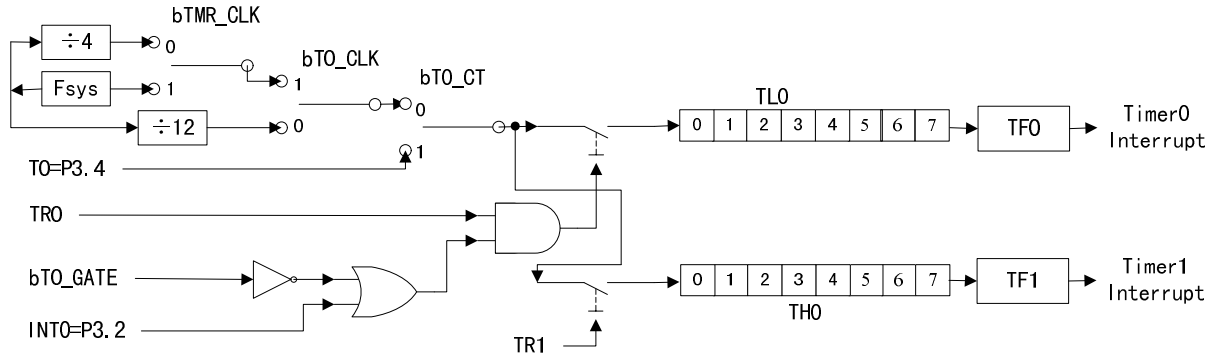 bTMR_CLK
÷4
0
bT0_CLK
Fsys
1
1
bT0_CT
0
÷12
0
1
T0=P3.4
TL0
0 1 2 3 4 5 6 7
TF0
Timer0
Interrupt
TR0
bT0_GATE
INT0=P3.2
TR1
0 1 2 3 4 5 6 7
TH0
TF1
Timer1
Interrupt